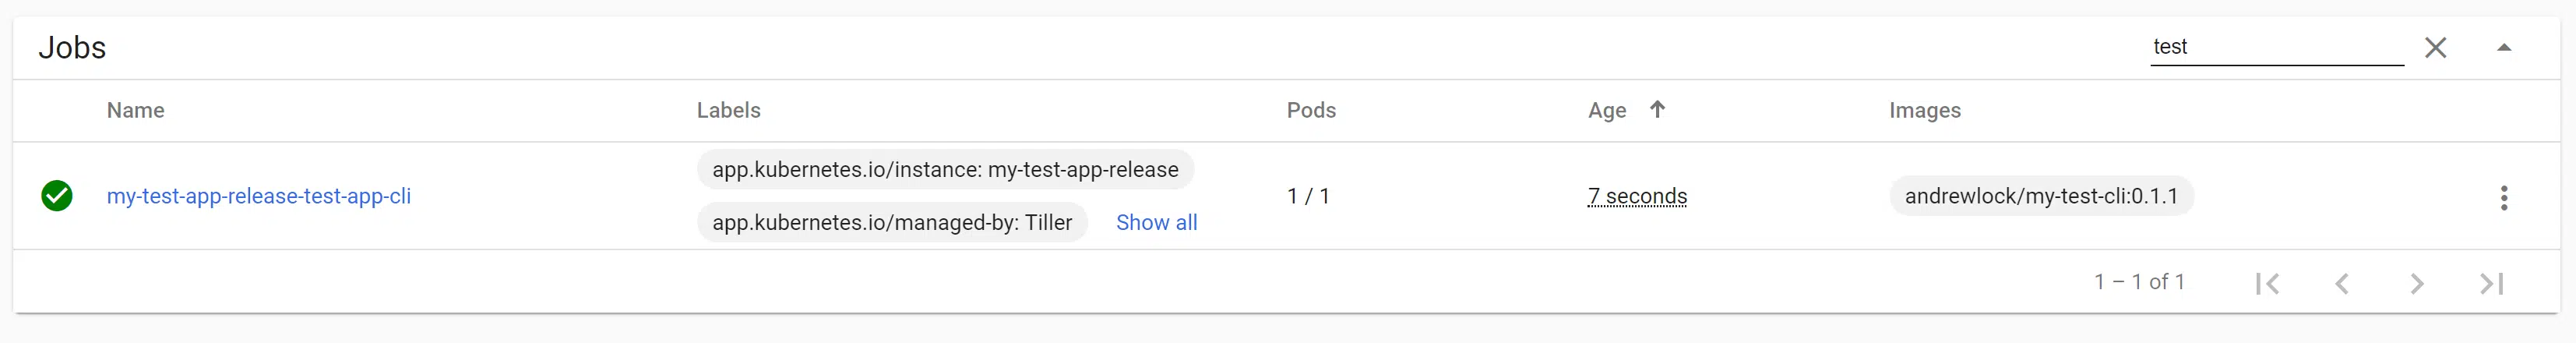 Jobs
test
Name Labels Pods Age Images
my-test-app-release-test-app-cli
app.kubernetes.io/instance: my-test-app-release
app.kubernetes.io/managed-by: Tiller Show all
1 / 1
7 seconds
andrewlock/my-test-cli:0.1.1
1 – 1 of 1